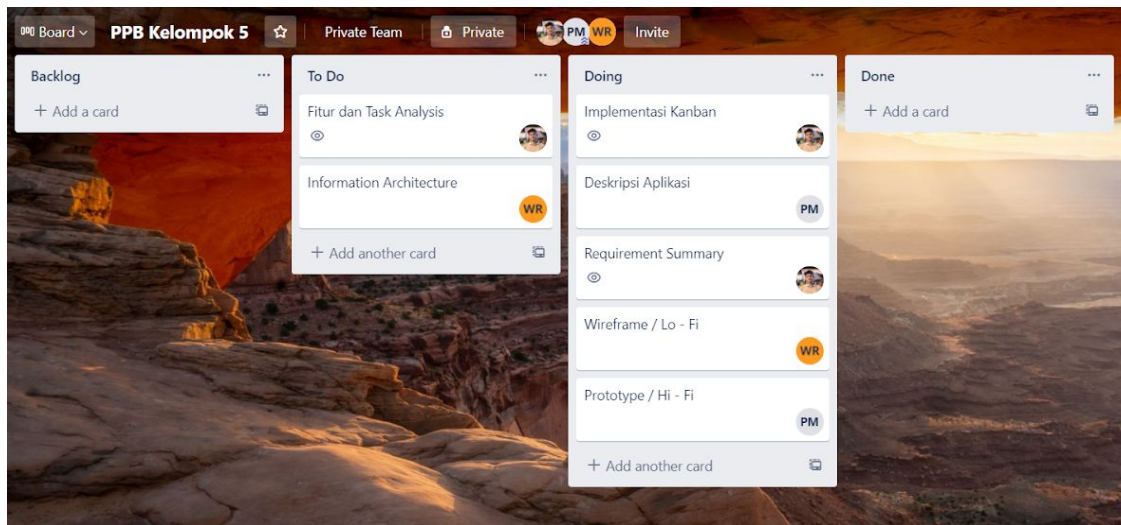 Board PPB Kelompok 5 Private Team Private PM WR Invite
Backlog
+ Add a card
To Do
Fitur dan Task Analysis
Information Architecture
WR
+ Add another card
Doing
Implementasi Kanban
Deskripsi Aplikasi
PM
Requirement Summary
Wireframe / Lo - Fi
WR
Prototype / Hi - Fi
PM
+ Add another card
Done
+ Add a card